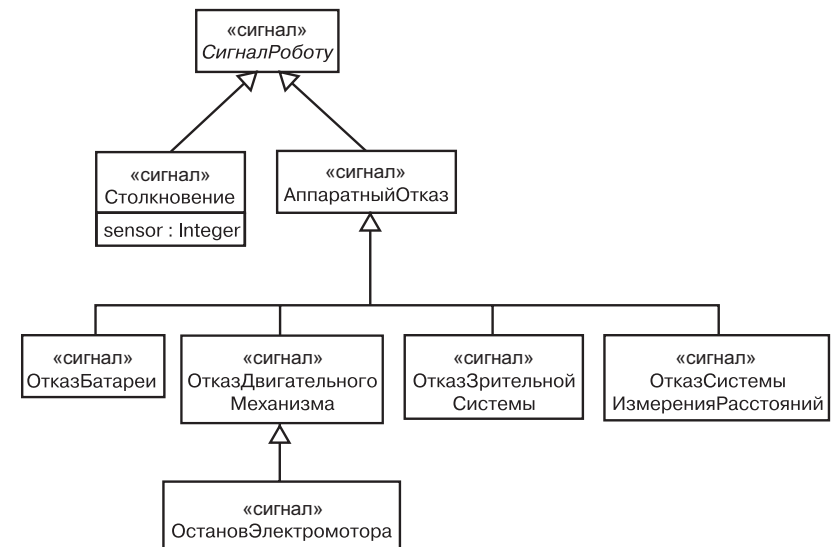 «сигнал»
СигналРоботу
«сигнал»
Столкновение
sensor : Integer
«сигнал»
АппаратныйОтказ
«сигнал»
ОтказБатареи
«сигнал»
ОтказДвигательного
Механизма
«сигнал»
ОтказЗрительной
Системы
«сигнал»
ОтказСистемы
ИзмеренияРасстояний
«сигнал»
ОстановЭлектромотора